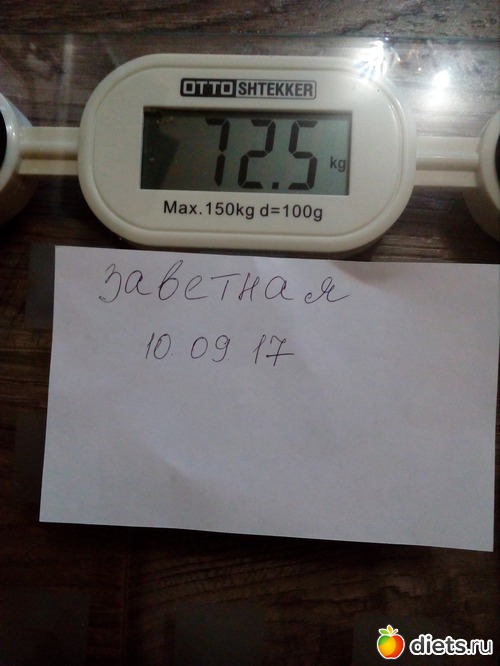 OTTO SHTEKKER
72.5 kg
Max. 150kg d=100g
Заветная
10.09 17
diets.ru